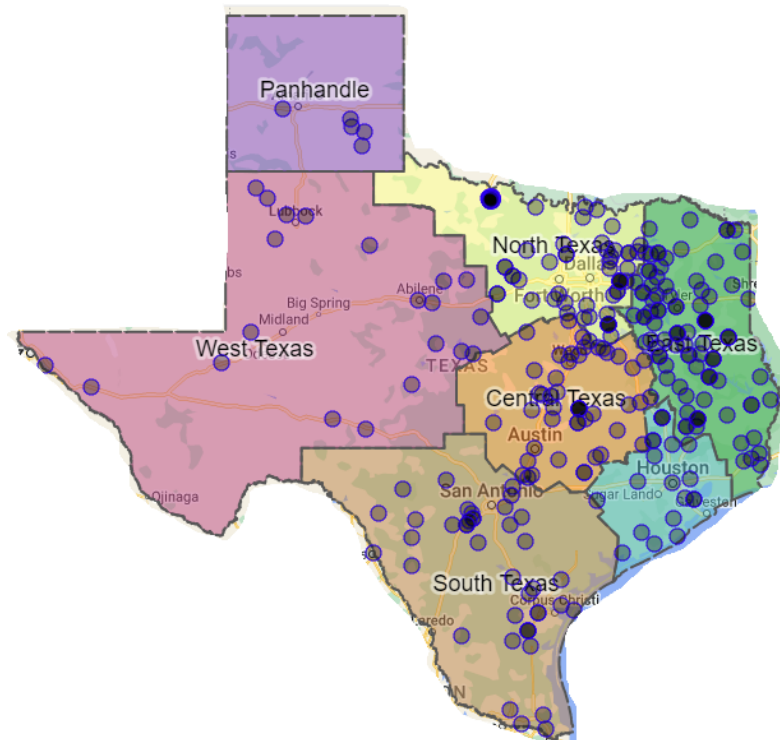 Panhandle
Lubbock
North Texas
Dallas
Fort Worth
Abilene
Big Spring
Midland
West Texas
TEXAS
East Texas
Central Texas
Austin
Houston
San Antonio
Sugar Land
Ojinaga
South Texas
Corpus Christi